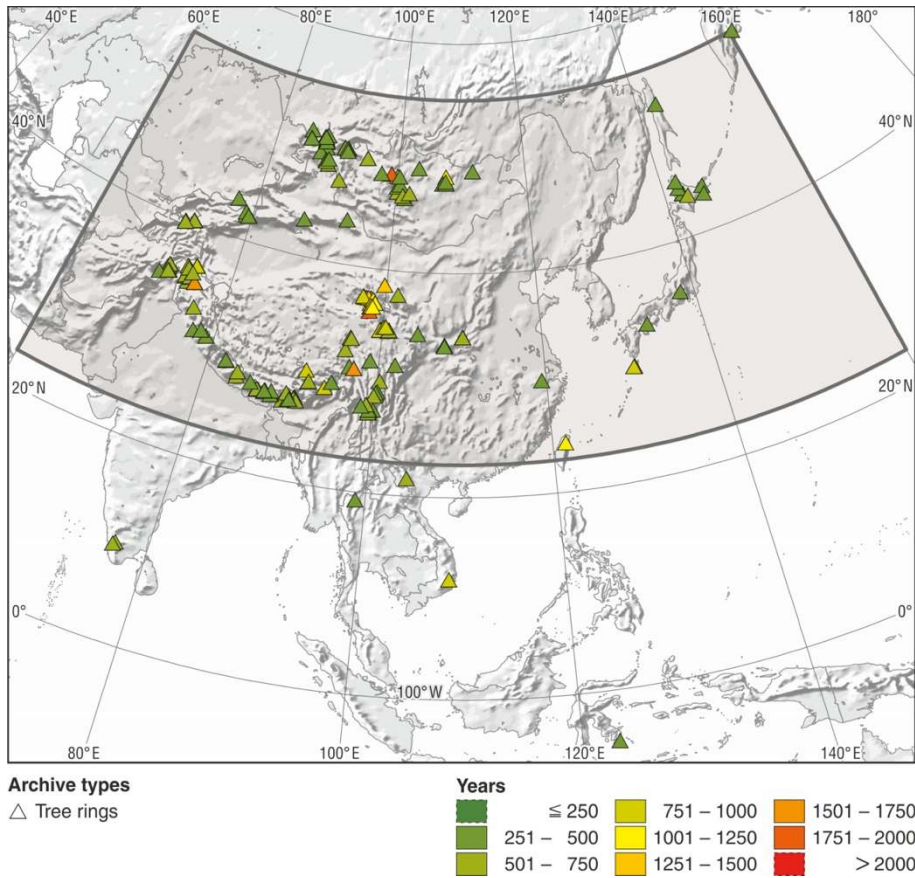 40°E 60°E 80°E 100°E 120°E 140°E 160°E 180°
40°N 40°N
20°N 20°N
0° 0°
100°W
80°E 100°E 120°E 140°E
Archive types
△ Tree rings
Years
≦ 250 751 – 1000 1501 – 1750
251 – 500 1001 – 1250 1751 – 2000
501 – 750 1251 – 1500 > 2000